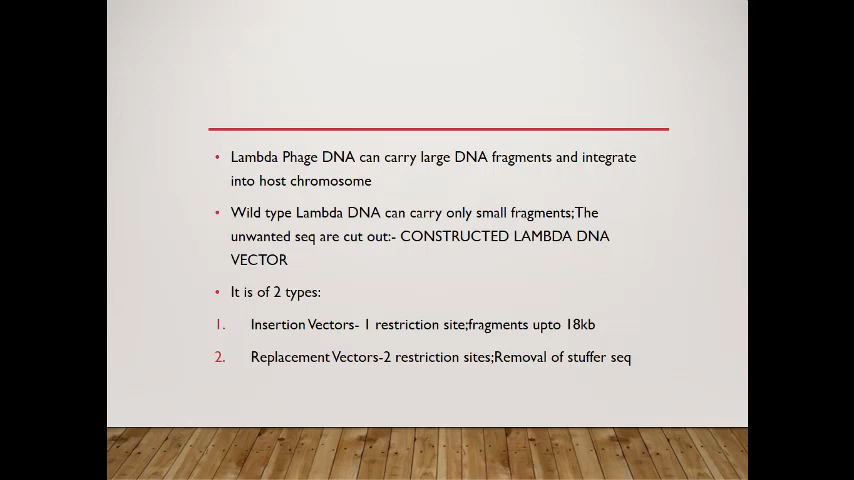 • Lambda Phage DNA can carry large DNA fragments and integrate
into host chromosome
• Wild type Lambda DNA can carry only small fragments;The
unwanted seq are cut out:- CONSTRUCTED LAMBDA DNA
VECTOR
• It is of 2 types:
1. Insertion Vectors- 1 restriction site;fragments upto 18kb
2. Replacement Vectors-2 restriction sites;Removal of stuffer seq